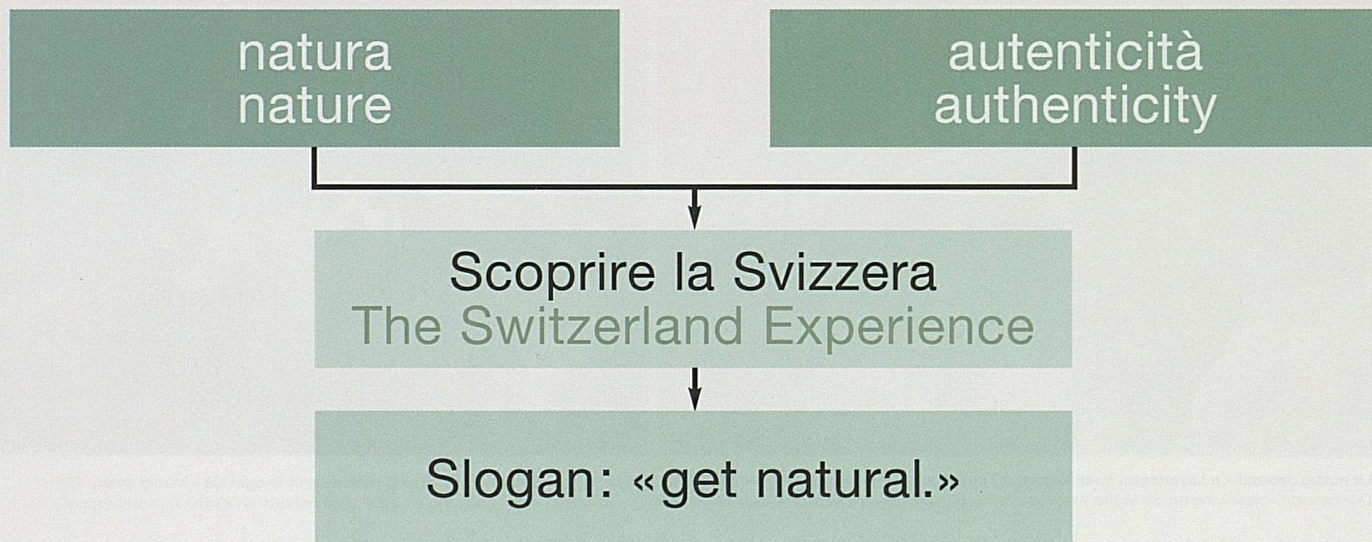 natura
nature
autenticità
authenticity
Scoprire la Svizzera
The Switzerland Experience
Slogan: «get natural.»